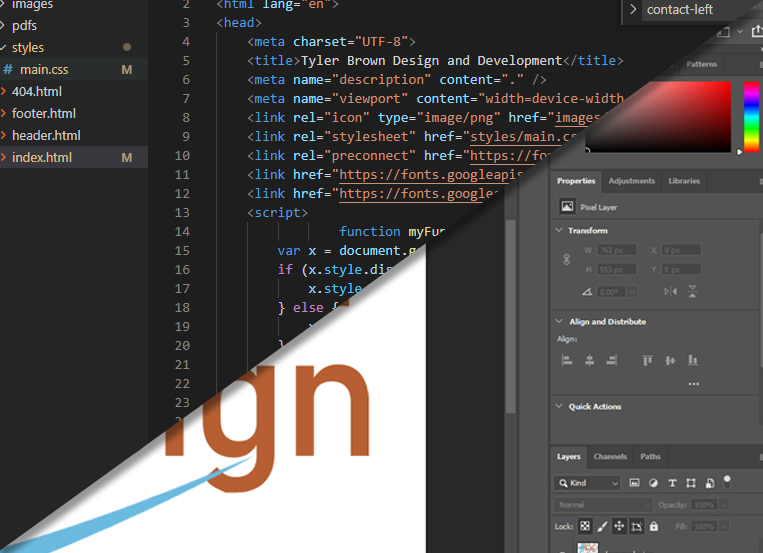 images
pdfs
styles
# main.css M
404.html
footer.html
header.html
index.html M
2 <html lang="en">
3 <head>
4 <meta charset="UTF-8">
5 <title>Tyler Brown Design and Development</title>
6 <meta name="description" content="." />
7 <meta name="viewport" content="width=device-width
8 <link rel="icon" type="image/png" href="images
9 <link rel="stylesheet" href="styles/main.cs
10 <link rel="preconnect" href="https://fon
11 <link href="https://fonts.googleapis
12 <link href="https://fonts.googleap
13 <script>
14 function myFun
15 var x = document.g
16 if (x.style.dis
17 x.style
18 } else {
19
20 }
21
22
23
contact-left
Patterns
Properties Adjustments Libraries
Pixel Layer
Transform
W 763 px X 0 px
H 553 px Y 0 px
0.00°
Align and Distribute
Align:
Quick Actions
Layers Channels Paths
Kind
Normal Opacity: 100%
Lock: Fill: 100%
ign